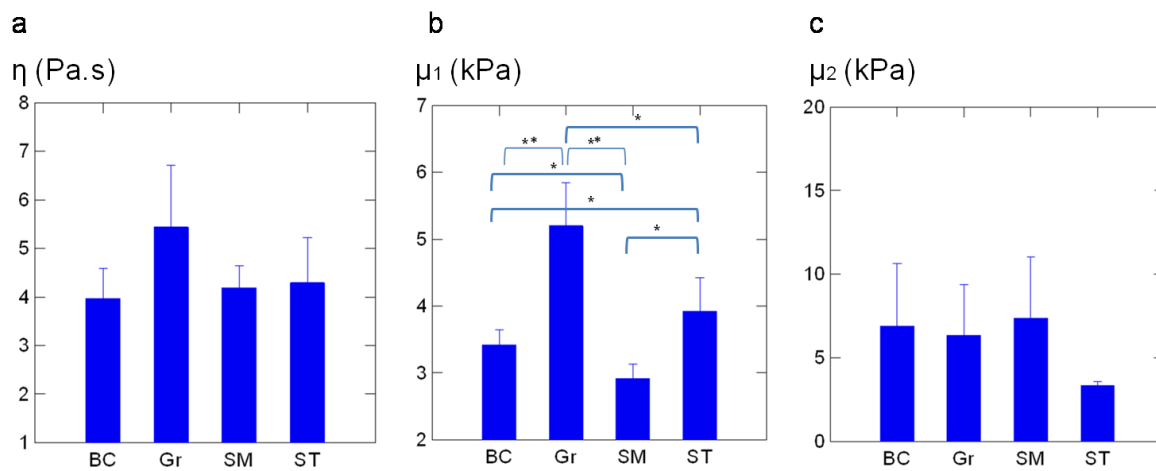 a b c
η (Pa.s) μ1 (kPa) μ2 (kPa)
8 7 20
7 6 15
6 5 10
5 4 5
4 3 0
3 2
2
1
* ** ** * * *
BC Gr SM ST BC Gr SM ST BC Gr SM ST